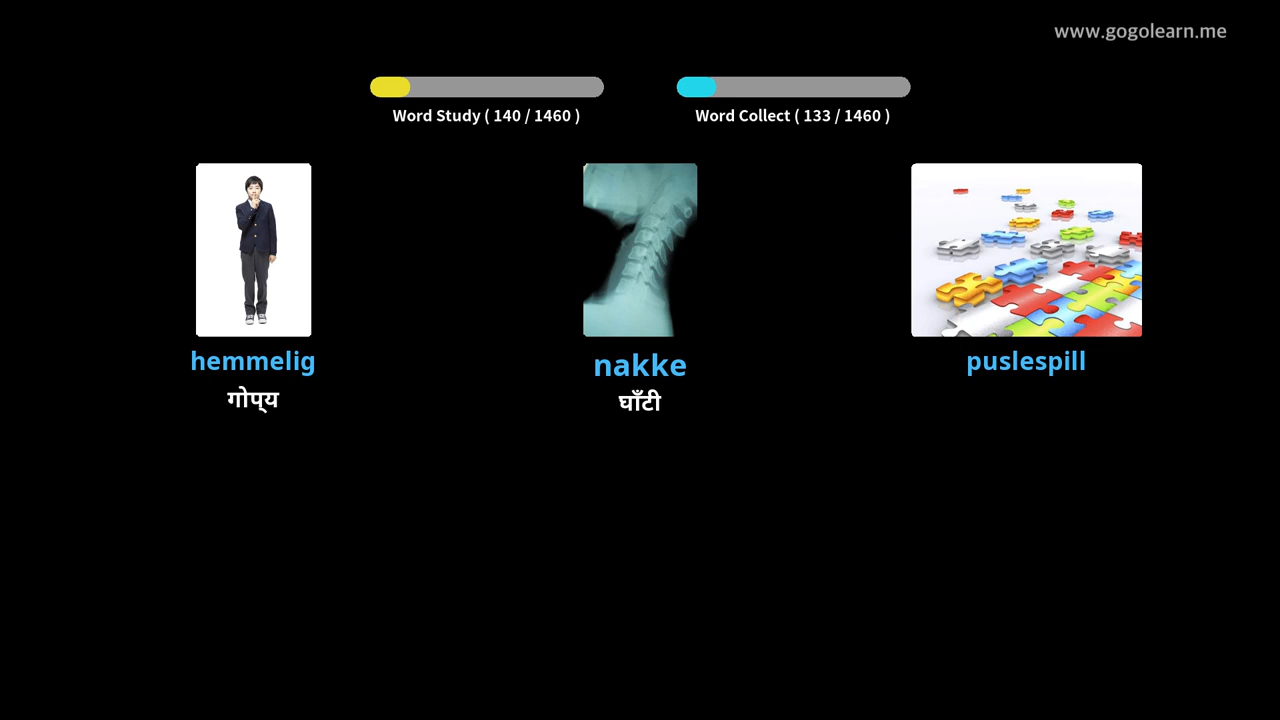 www.gogolearn.me
Word Study ( 140 / 1460 )
Word Collect ( 133 / 1460 )
hemmelig
गोप्य
nakke
घाँटी
puslespill